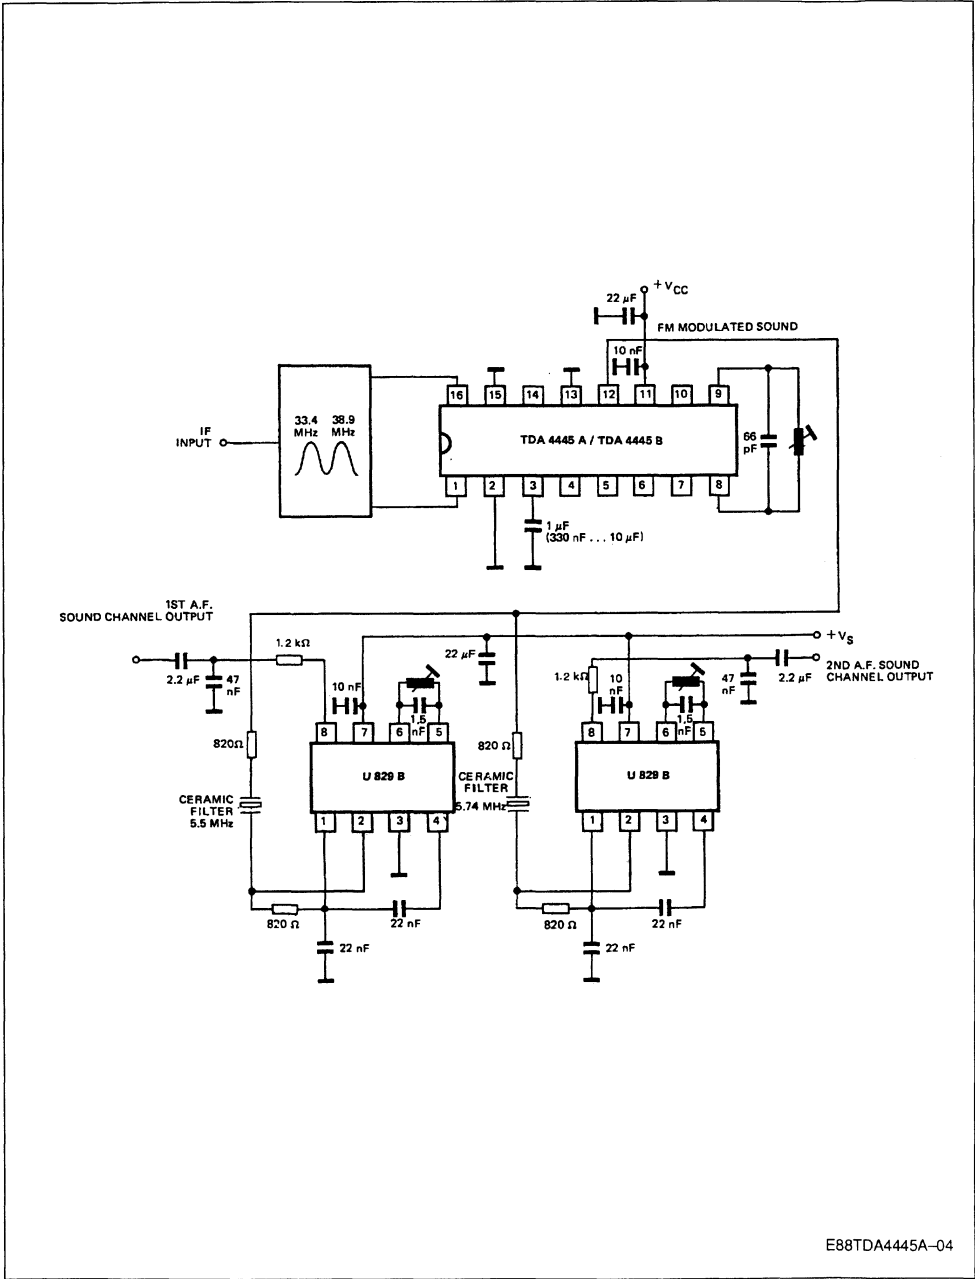 +VCC
22 µF
FM MODULATED SOUND
10 nF
16 15 14 13 12 11 10 9
33.4 MHz
38.9 MHz
IF INPUT
TDA 4445 A / TDA 4445 B
66 pF
1 2 3 4 5 6 7 8
1 µF
(330 nF . . . 10 µF)
1ST A.F.
SOUND CHANNEL OUTPUT
+VS
1.2 kΩ
22 µF
2ND A.F. SOUND
CHANNEL OUTPUT
2.2 µF
47 nF
10 nF
1.2 kΩ
10 nF
47 nF
2.2 µF
1.5 nF
1.5 nF
8 7 6 5
8 7 6 5
820Ω
820 Ω
U 829 B
U 829 B
CERAMIC
FILTER
5.5 MHz
CERAMIC
FILTER
5.74 MHz
1 2 3 4
1 2 3 4
820 Ω
22 nF
820 Ω
22 nF
22 nF
22 nF
E88TDA4445A–04